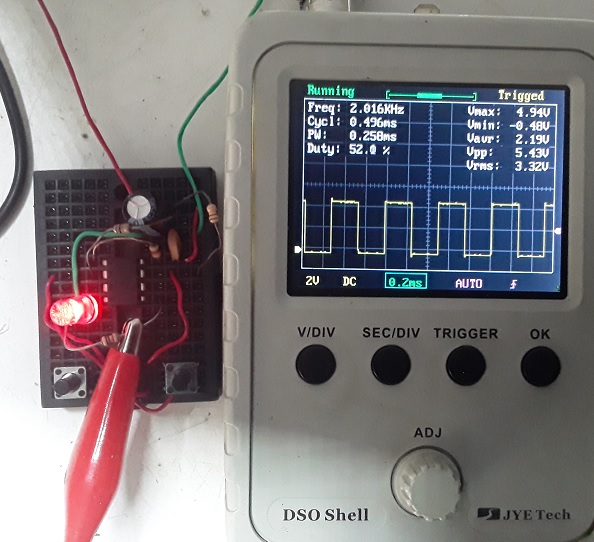 Running Trigged
Freq: 2.016KHz Vmax: 4.94V
Cycl: 0.496ms Vmin: -0.48V
PW: 0.258ms Vavr: 2.19V
Duty: 52.0 % Vpp: 5.43V
Vrms: 3.32V
2V DC 0.2ms AUTO
V/DIV SEC/DIV TRIGGER OK
ADJ
DSO Shell JYE Tech